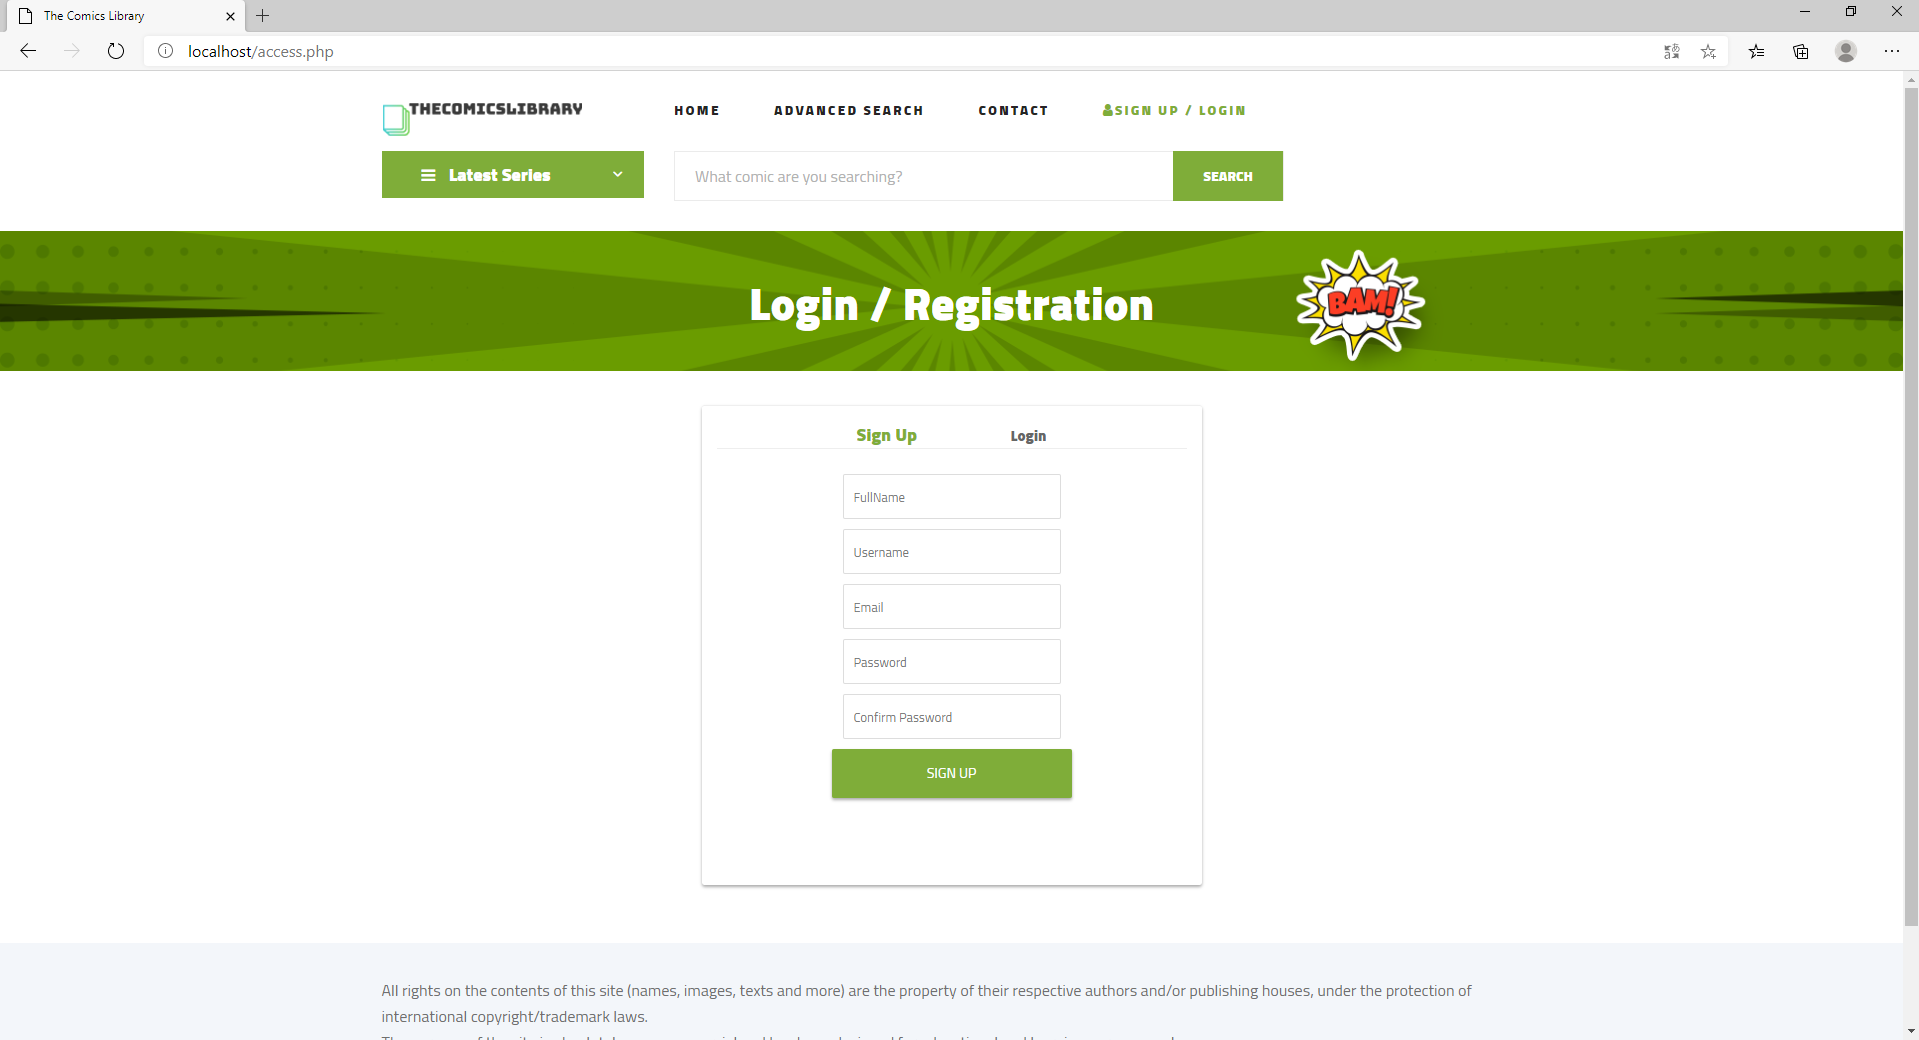 The Comics Library
localhost/access.php
THECOMICSLIBRARY
HOME
ADVANCED SEARCH
CONTACT
SIGN UP / LOGIN
Latest Series
What comic are you searching?
SEARCH
Login / Registration
BAM!
Sign Up
Login
FullName
Username
Email
Password
Confirm Password
SIGN UP
All rights on the contents of this site (names, images, texts and more) are the property of their respective authors and/or publishing houses, under the protection of
international copyright/trademark laws.